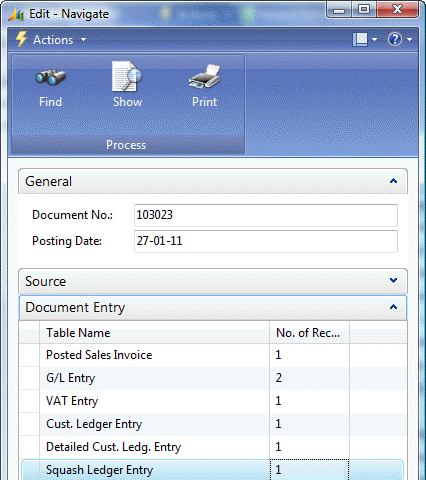 Edit - Navigate
Actions
Find Show Print
Process
General
Document No.: 103023
Posting Date: 27-01-11
Source
Document Entry
Table Name No. of Rec...
Posted Sales Invoice 1
G/L Entry 2
VAT Entry 1
Cust. Ledger Entry 1
Detailed Cust. Ledg. Entry 1
Squash Ledger Entry 1